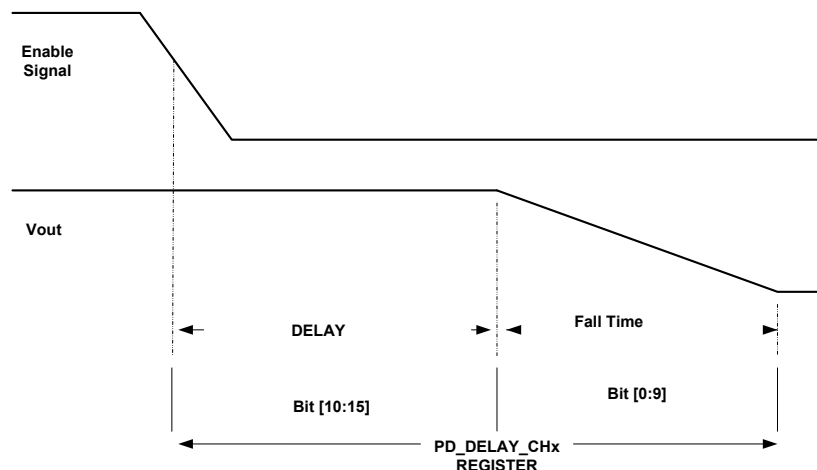 Enable
Signal
Vout
DELAY
Fall Time
Bit [10:15]
Bit [0:9]
PD_DELAY_CHx
REGISTER